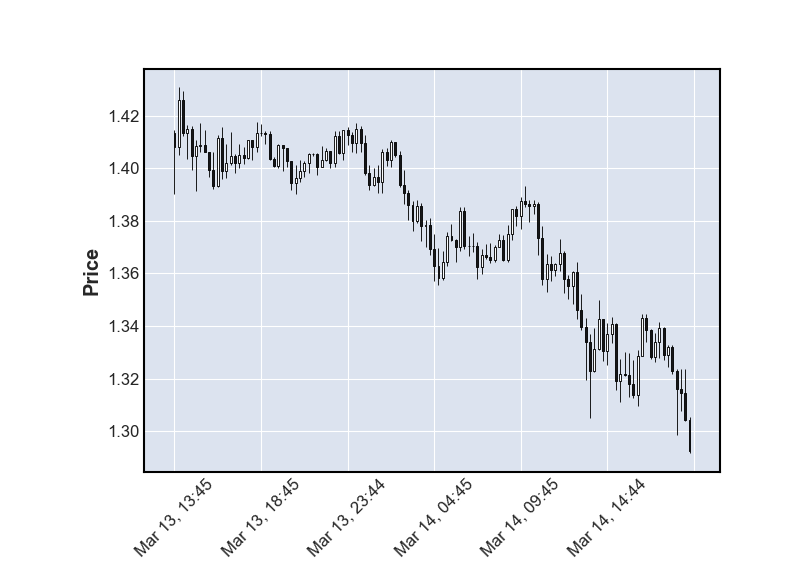 1.42
1.40
1.38
1.36
1.34
1.32
1.30
Price
Mar 13, 13:45
Mar 13, 18:45
Mar 13, 23:44
Mar 14, 04:45
Mar 14, 09:45
Mar 14, 14:44